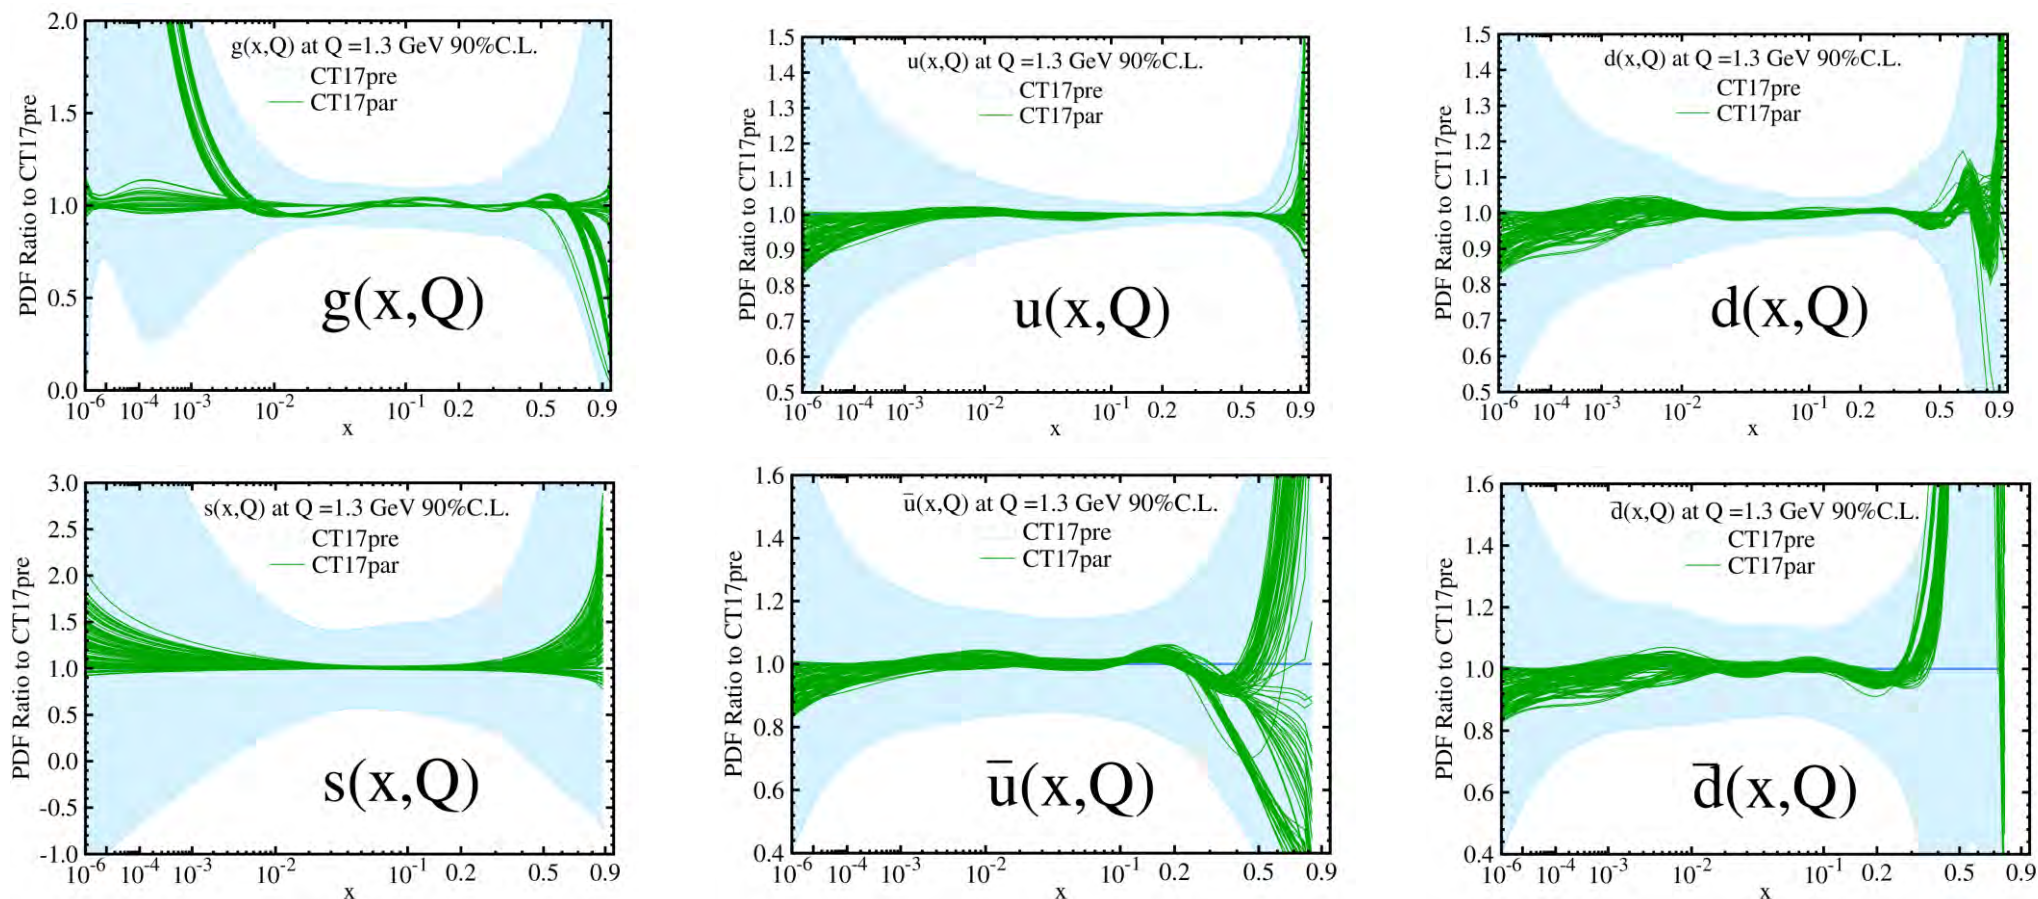 g(x,Q) at Q =1.3 GeV 90%C.L.
CT17pre
CT17par
g(x,Q)
PDF Ratio to CT17pre
2.0
1.5
1.0
0.5
0.0
10-6 10-4 10-3 10-2 10-1 0.2 0.5 0.9
x
u(x,Q) at Q =1.3 GeV 90%C.L.
CT17pre
CT17par
u(x,Q)
PDF Ratio to CT17pre
1.5
1.4
1.3
1.2
1.1
1.0
0.9
0.8
0.7
0.6
0.5
10-6 10-4 10-3 10-2 10-1 0.2 0.5 0.9
x
d(x,Q) at Q =1.3 GeV 90%C.L.
CT17pre
CT17par
d(x,Q)
PDF Ratio to CT17pre
1.5
1.4
1.3
1.2
1.1
1.0
0.9
0.8
0.7
0.6
0.5
10-6 10-4 10-3 10-2 10-1 0.2 0.5 0.9
x
s(x,Q) at Q =1.3 GeV 90%C.L.
CT17pre
CT17par
s(x,Q)
PDF Ratio to CT17pre
3.0
2.5
2.0
1.5
1.0
0.5
0.0
-0.5
-1.0
10-6 10-4 10-3 10-2 10-1 0.2 0.5 0.9
x
ū(x,Q) at Q =1.3 GeV 90%C.L.
CT17pre
CT17par
ū(x,Q)
PDF Ratio to CT17pre
1.6
1.4
1.2
1.0
0.8
0.6
0.4
10-6 10-4 10-3 10-2 10-1 0.2 0.5 0.9
x
d̄(x,Q) at Q =1.3 GeV 90%C.L.
CT17pre
CT17par
d̄(x,Q)
PDF Ratio to CT17pre
1.6
1.4
1.2
1.0
0.8
0.6
0.4
10-6 10-4 10-3 10-2 10-1 0.2 0.5 0.9
x